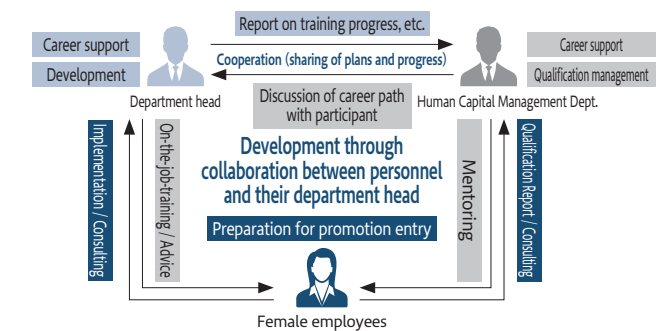 Report on training progress, etc.
Career support
Development
Cooperation (sharing of plans and progress)
Career support
Qualification management
Department head
Discussion of career path
with participant
Human Capital Management Dept.
Implementation / Consulting
On-the-job-training / Advice
Development through
collaboration between personnel
and their department head
Mentoring
Qualification Report / Consulting
Preparation for promotion entry
Female employees